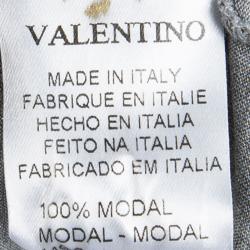 VALENTINO
MADE IN ITALY
FABRIQUE EN ITALIE
HECHO EN ITALIA
FEITO NA ITALIA
FABRICADO EM ITALIA
100% MODAL
MODAL - MODAL